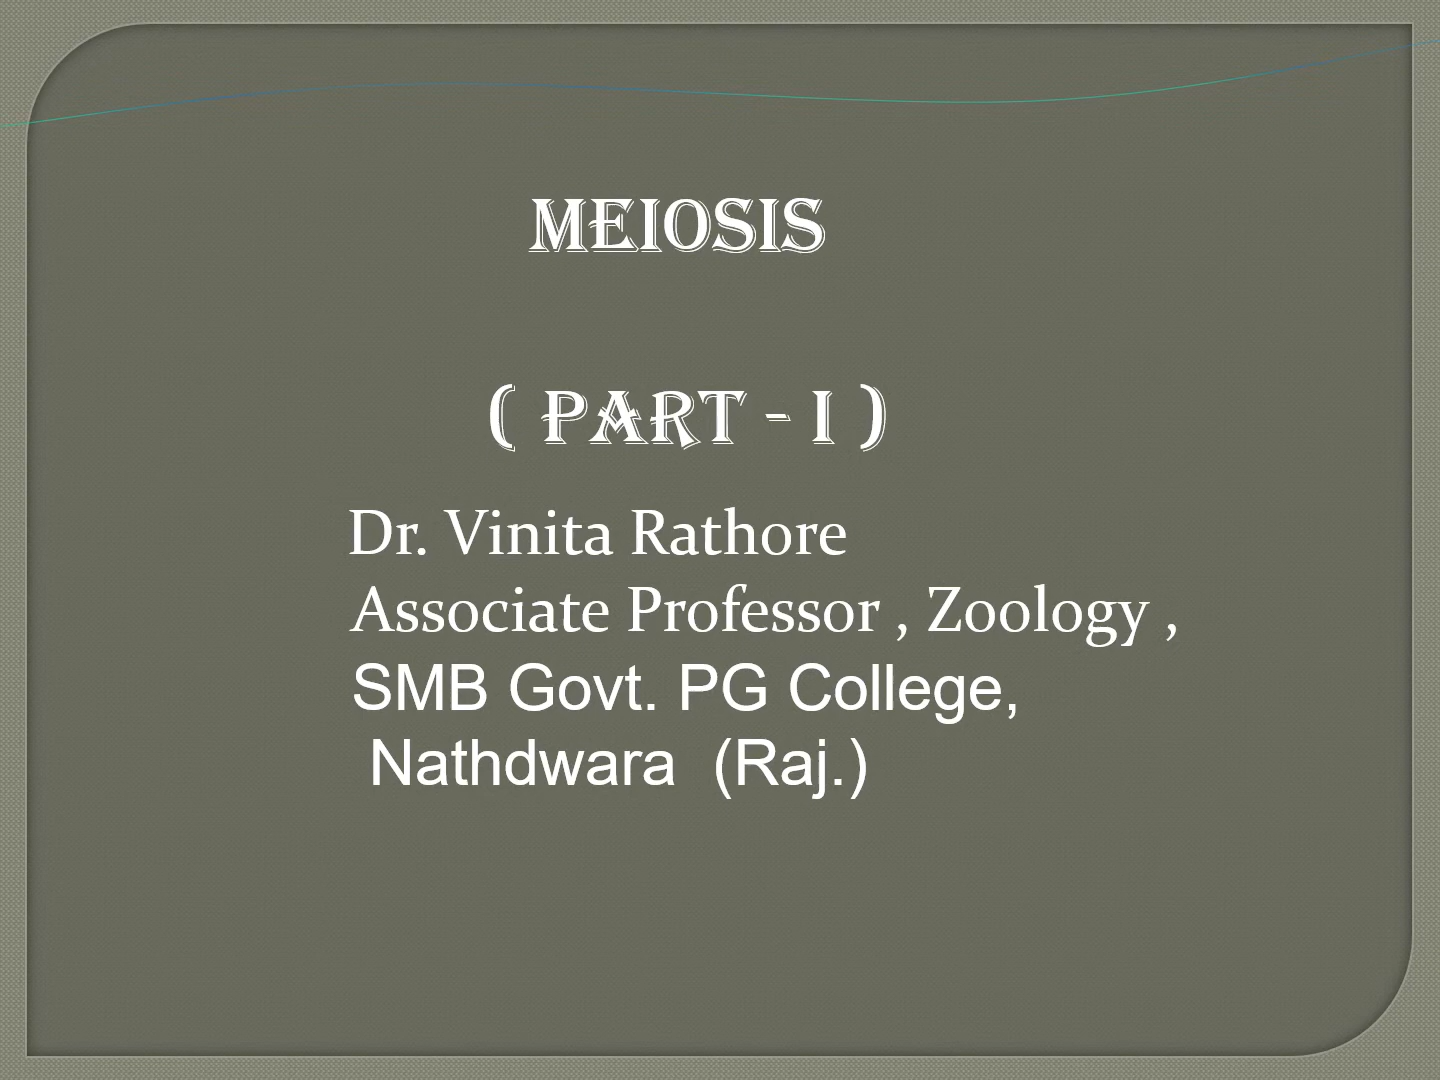 MEIOSIS
( PART - I )
Dr. Vinita Rathore
Associate Professor , Zoology ,
SMB Govt. PG College,
Nathdwara (Raj.)